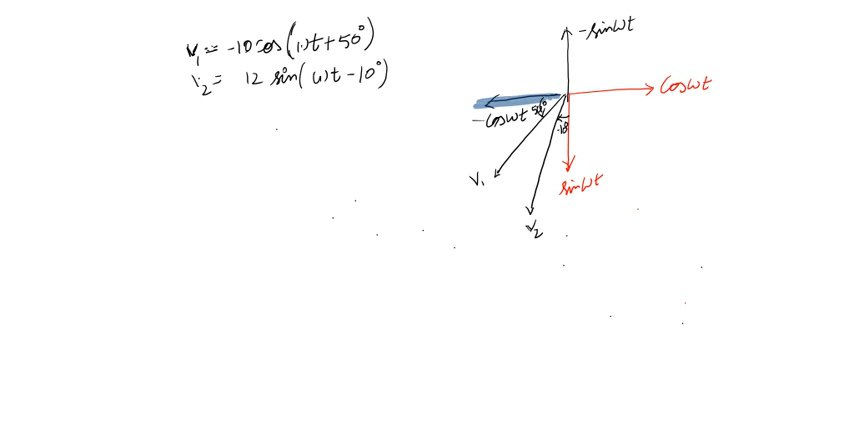 V₁ = -10 cos(ωt + 50°)
V₂ = 12 sin(ωt - 10°)
-sinωt
cosωt
-cosωt
50°
-10
V₁
sinωt
V₂